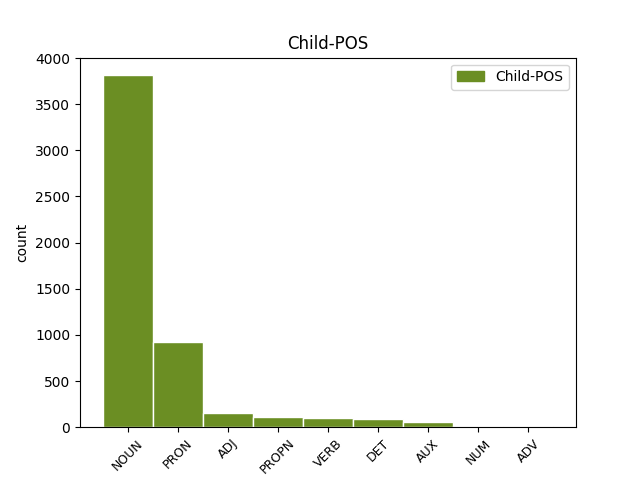 Child-POS
Child-POS
count
4000
3500
3000
2500
2000
1500
1000
500
0
NOUN
PRON
ADJ
PROPN
VERB
DET
AUX
NUM
ADV